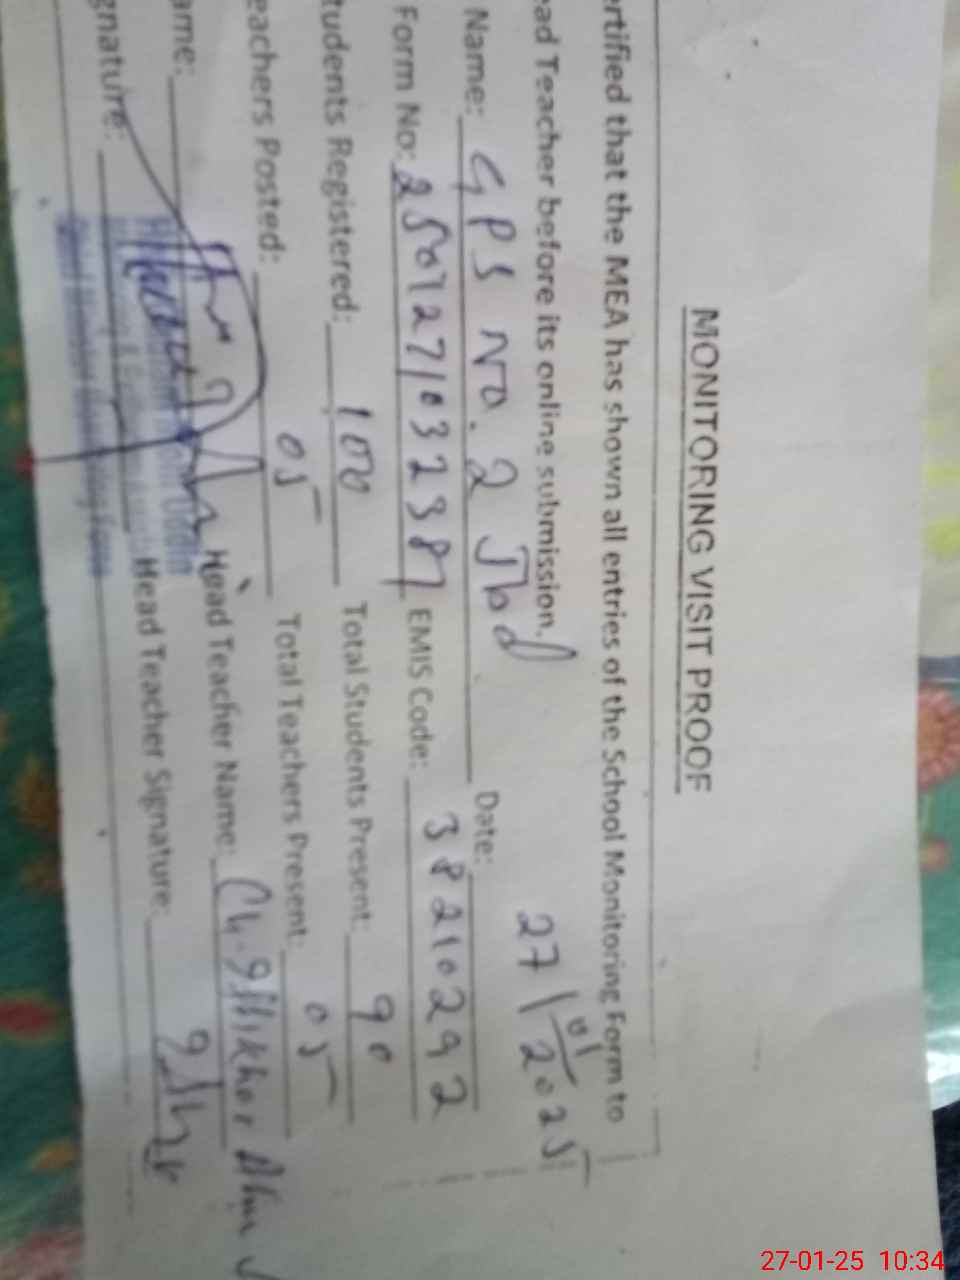 MONITORING VISIT PROOF
ertified that the MEA has shown all entries of the School Monitoring Form to
ead Teacher before its online submission.
Name: GPS No. 2 Jbd Date: 27/01/2025
Form No: EMIS Code: 38210292
tudents Registered: 100 Total Students Present: 90
eachers Posted: 05 Total Teachers Present: 05
ame: Head Teacher Name: Ch.
gnature: Head Teacher Signature:
27-01-25 10:34